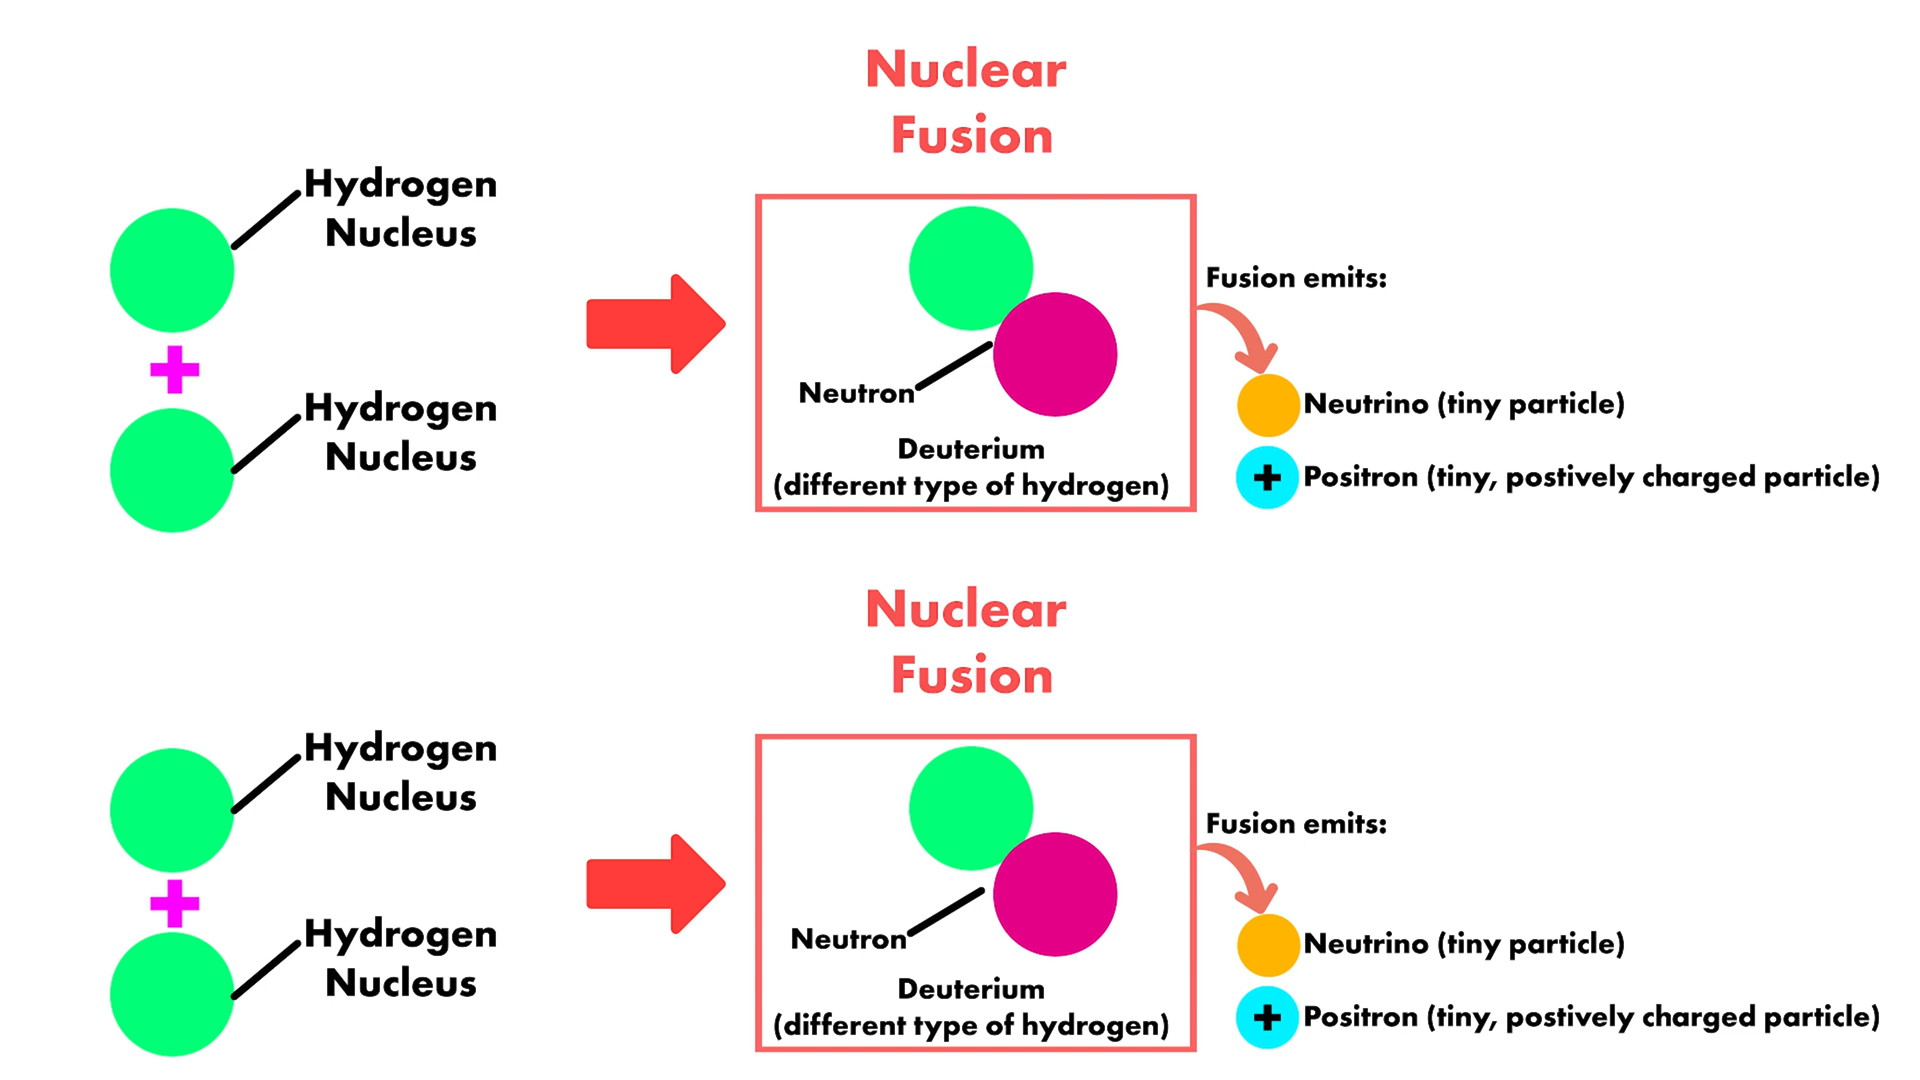 Nuclear
Fusion
Hydrogen
Nucleus
Hydrogen
Nucleus
Neutron
Deuterium
(different type of hydrogen)
Fusion emits:
Neutrino (tiny particle)
+ Positron (tiny, postively charged particle)
Nuclear
Fusion
Hydrogen
Nucleus
Hydrogen
Nucleus
Neutron
Deuterium
(different type of hydrogen)
Fusion emits:
Neutrino (tiny particle)
+ Positron (tiny, postively charged particle)